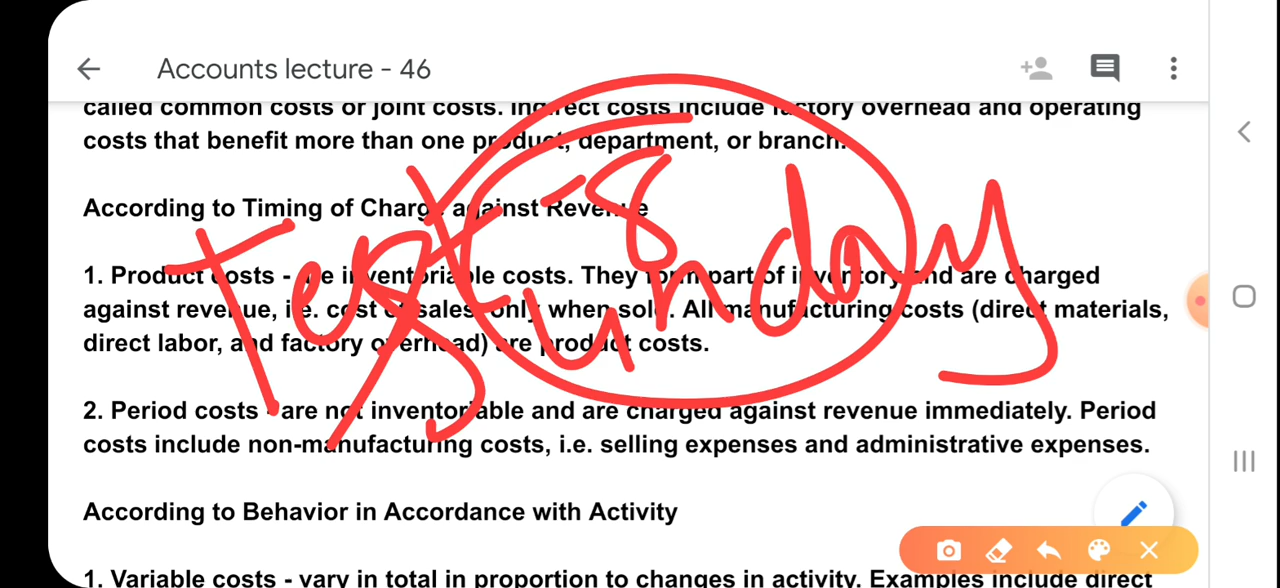 Accounts lecture - 46
called common costs or joint costs. Indirect costs include factory overhead and operating
costs that benefit more than one product, department, or branch.
According to Timing of Charge against Revenue
1. Product costs - are inventoriable costs. They form part of inventory and are charged
against revenue, i.e. cost of sales, only when sold. All manufacturing costs (direct materials,
direct labor, and factory overhead) are product costs.
2. Period costs - are not inventoriable and are charged against revenue immediately. Period
costs include non-manufacturing costs, i.e. selling expenses and administrative expenses.
According to Behavior in Accordance with Activity
1. Variable costs - vary in total in proportion to changes in activity. Examples include direct
Test - 8
Sunday